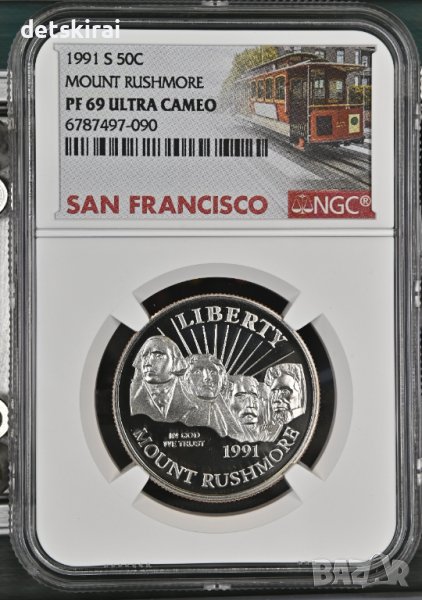 detskirai
1991 S 50C
MOUNT RUSHMORE
PF 69 ULTRA CAMEO
6787497-090
SAN FRANCISCO
NGC®
LIBERTY
IN GOD
WE TRUST
1991
MOUNT RUSHMORE
BAZAR